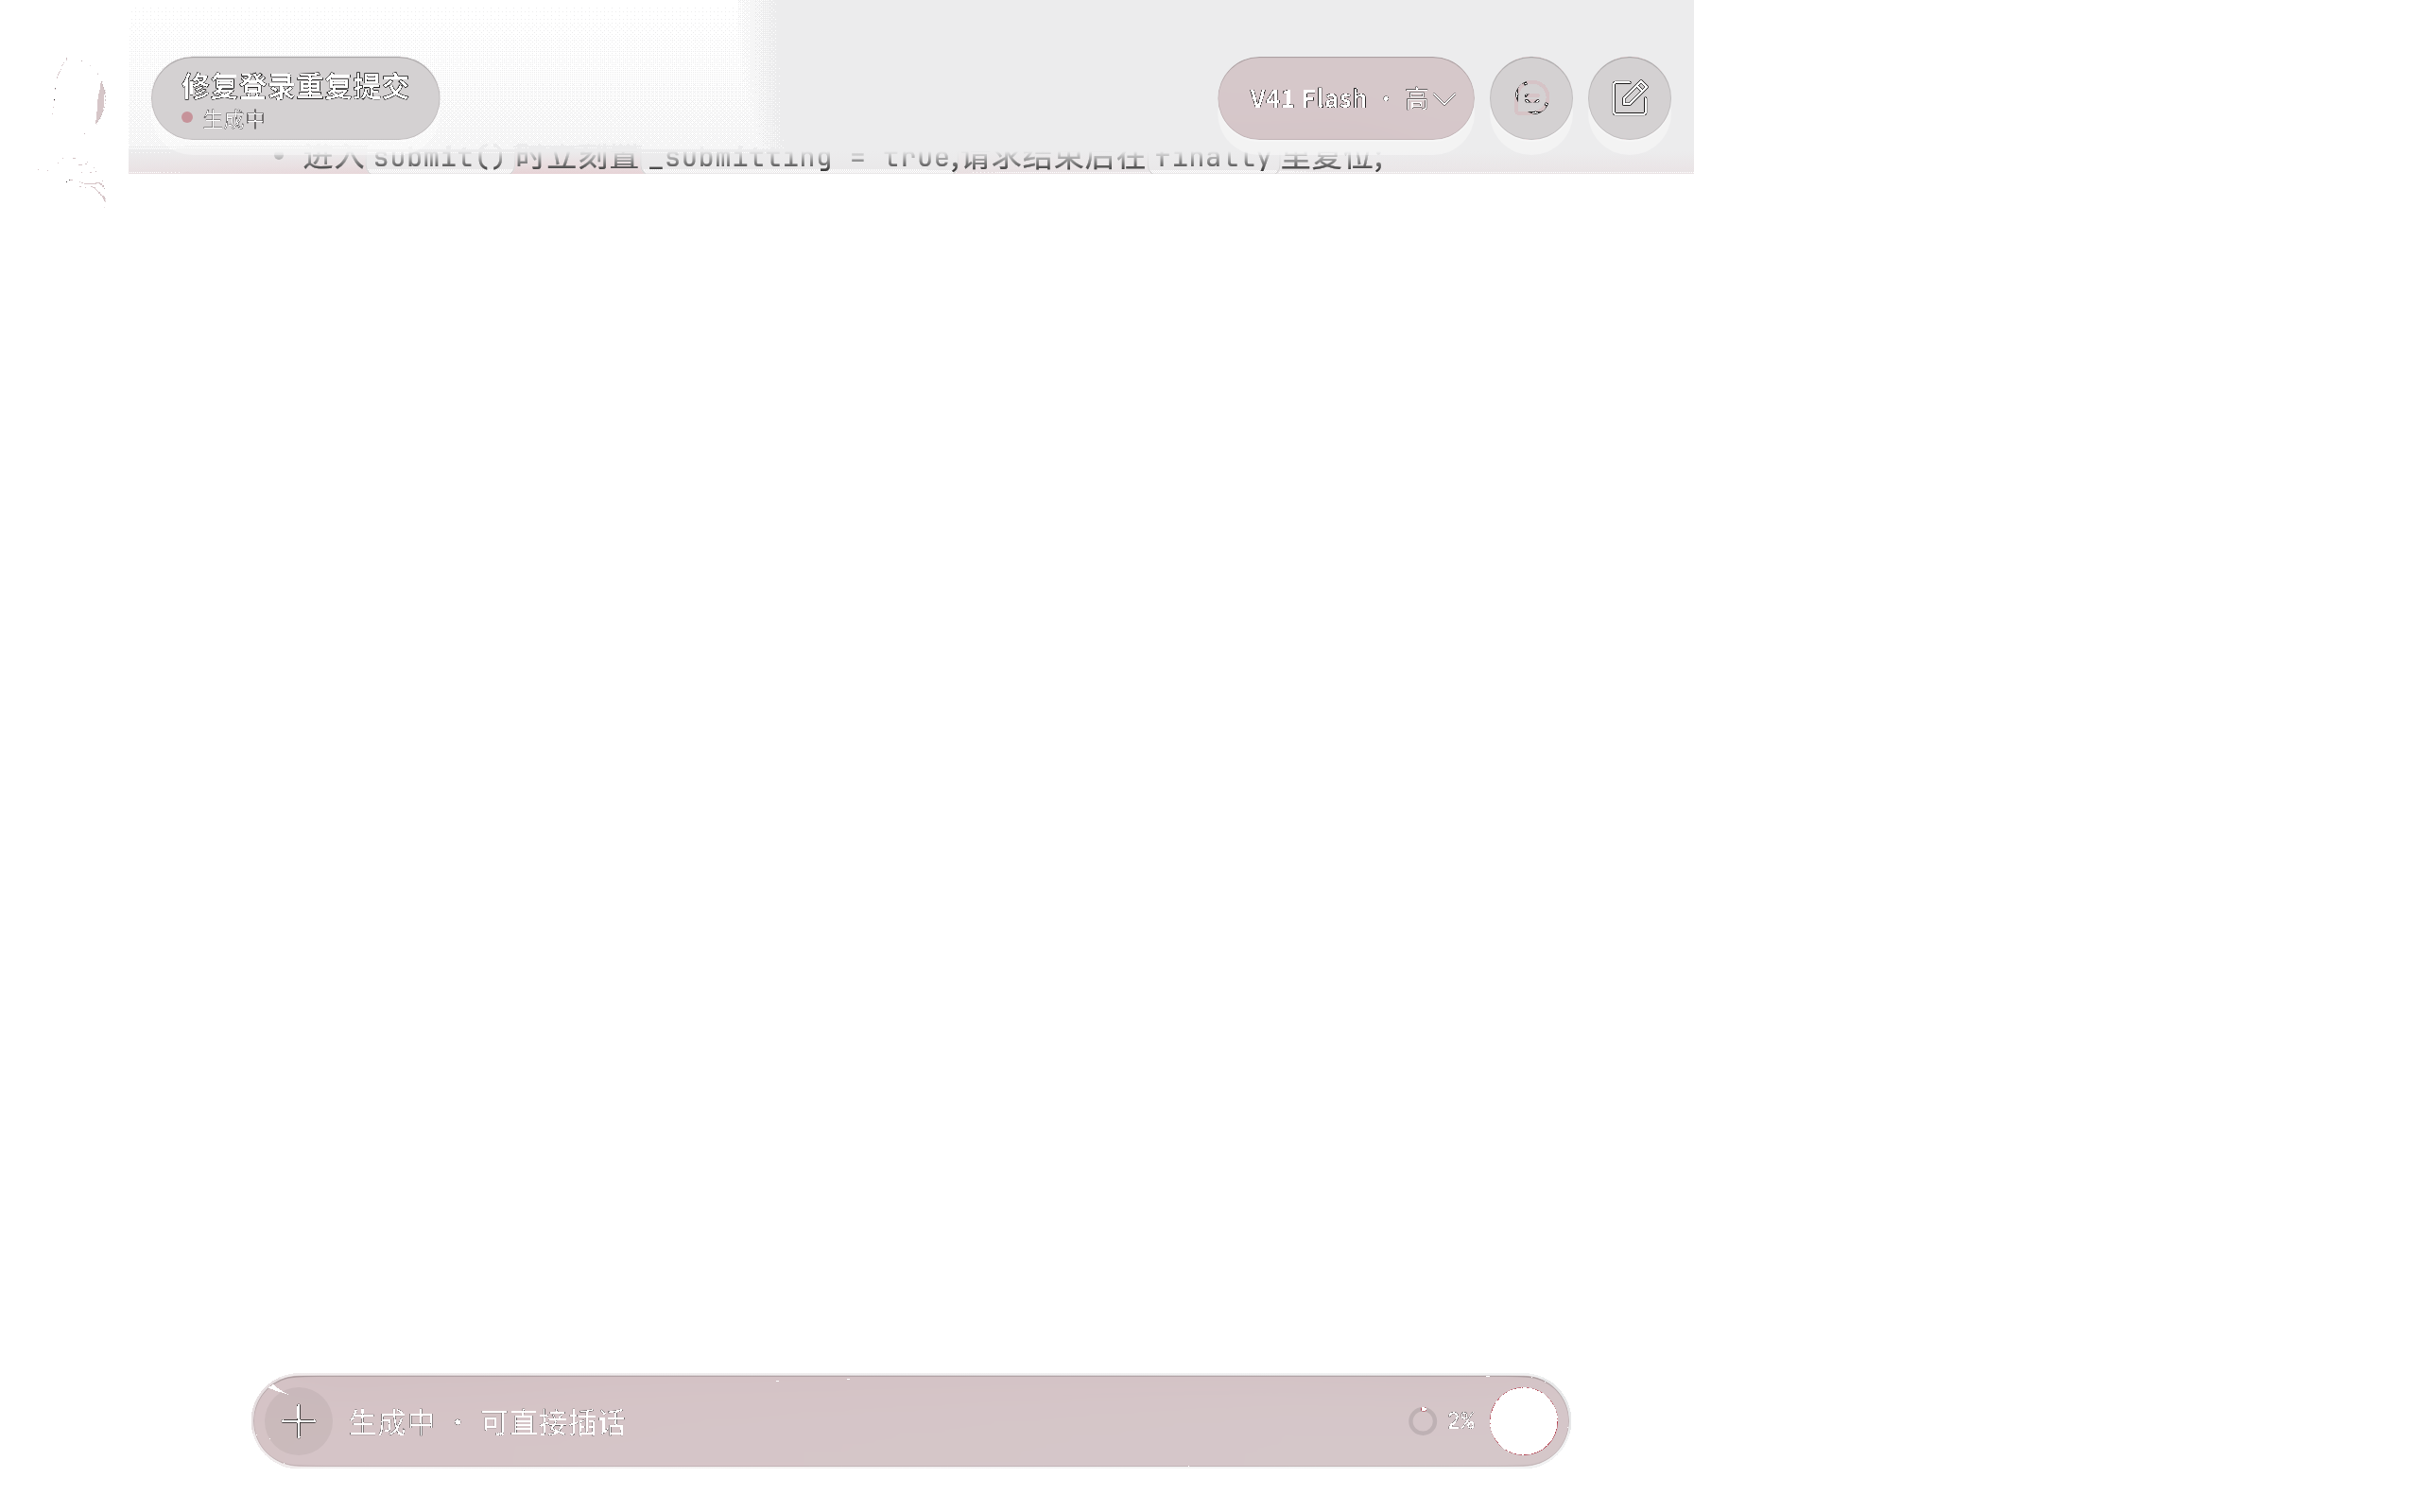 修复登录重复提交
生成中
V41 Flash · 高
进入 submit() 时立刻置 _submitting = true,请求结束后在 finally 里复位;
生成中 · 可直接插话
2%